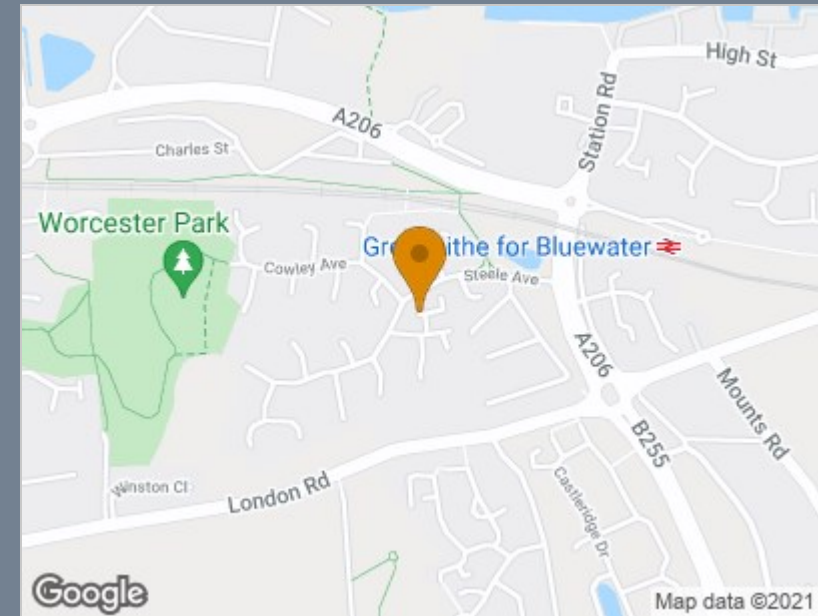 High St
Station Rd
A206
Charles St
Worcester Park
Gre ithe for Bluewater
Cowley Ave
Steele Ave
A206
Mounts Rd
B255
Winston Cl
London Rd
Castleridge Dr
Google
Map data ©2021